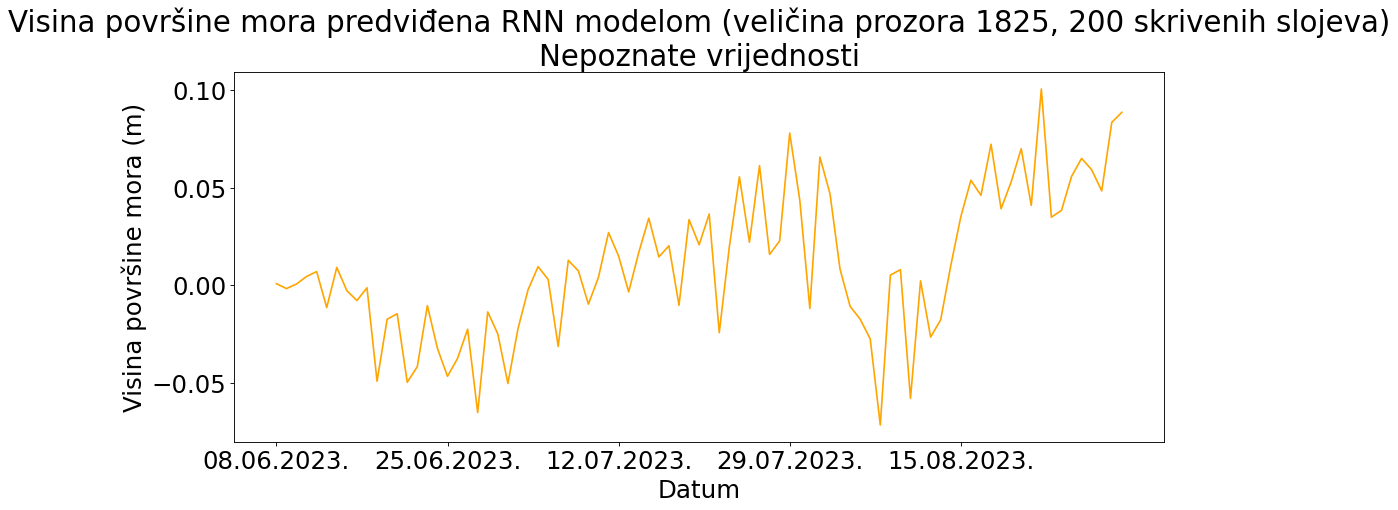 Visina površine mora predviđena RNN modelom (veličina prozora 1825, 200 skrivenih slojeva)
Nepoznate vrijednosti
Visina površine mora (m)
0.10
0.05
0.00
−0.05
08.06.2023. 25.06.2023. 12.07.2023. 29.07.2023. 15.08.2023.
Datum